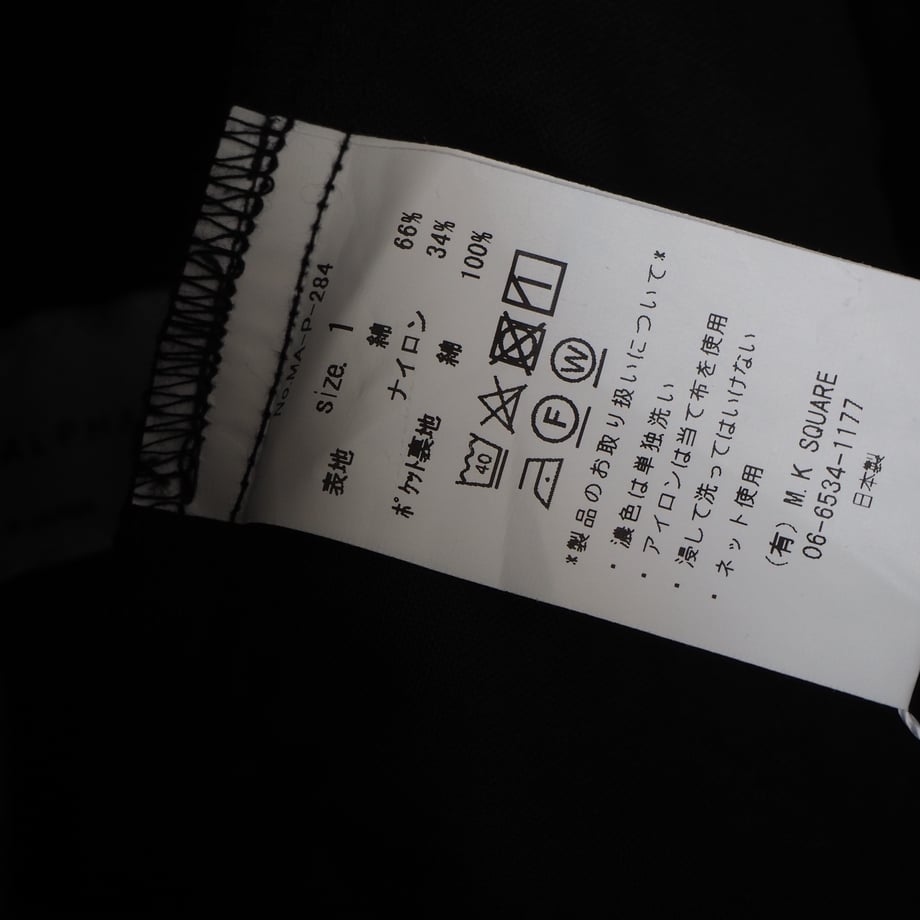 No.MA-P-284
size. 1
表地 綿 66%
ナイロン 34%
ポケット裏地 綿 100%
40
F W
*製品のお取り扱いについて*
・濃色は単独洗い
・アイロンは当て布を使用
・浸して洗ってはいけない
・ネット使用
(有) M.K SQUARE
06-6534-1177
日本製